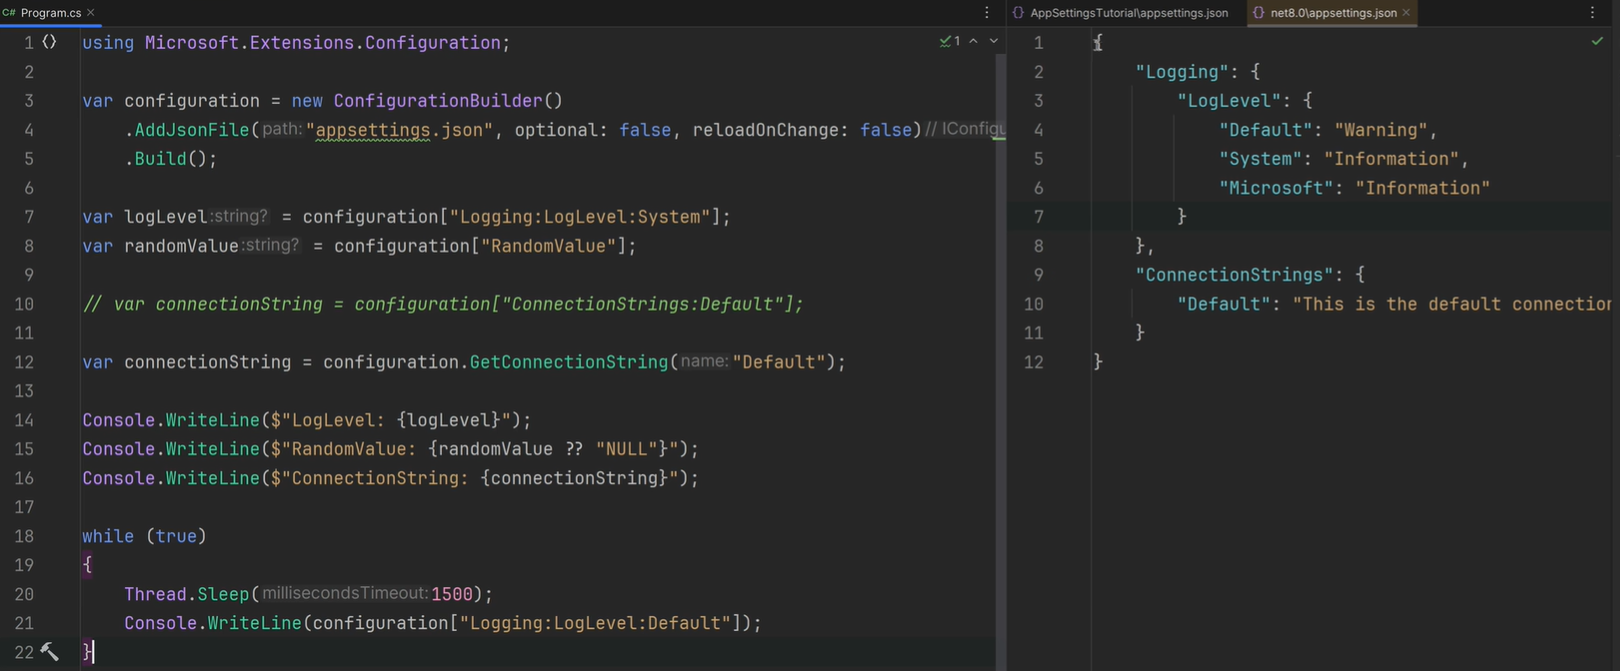 C# Program.cs
AppSettingsTutorial\appsettings.json
net8.0\appsettings.json
1
1 using Microsoft.Extensions.Configuration;
2
3 var configuration = new ConfigurationBuilder()
4 .AddJsonFile(path: "appsettings.json", optional: false, reloadOnChange: false) // IConfigu
5 .Build();
6
7 var logLevel :string? = configuration["Logging:LogLevel:System"];
8 var randomValue :string? = configuration["RandomValue"];
9
10 // var connectionString = configuration["ConnectionStrings:Default"];
11
12 var connectionString = configuration.GetConnectionString(name: "Default");
13
14 Console.WriteLine($"LogLevel: {logLevel}");
15 Console.WriteLine($"RandomValue: {randomValue ?? "NULL"}");
16 Console.WriteLine($"ConnectionString: {connectionString}");
17
18 while (true)
19 {
20 Thread.Sleep(millisecondsTimeout: 1500);
21 Console.WriteLine(configuration["Logging:LogLevel:Default"]);
22 }
1 {
2 "Logging": {
3 "LogLevel": {
4 "Default": "Warning",
5 "System": "Information",
6 "Microsoft": "Information"
7 }
8 },
9 "ConnectionStrings": {
10 "Default": "This is the default connection
11 }
12 }